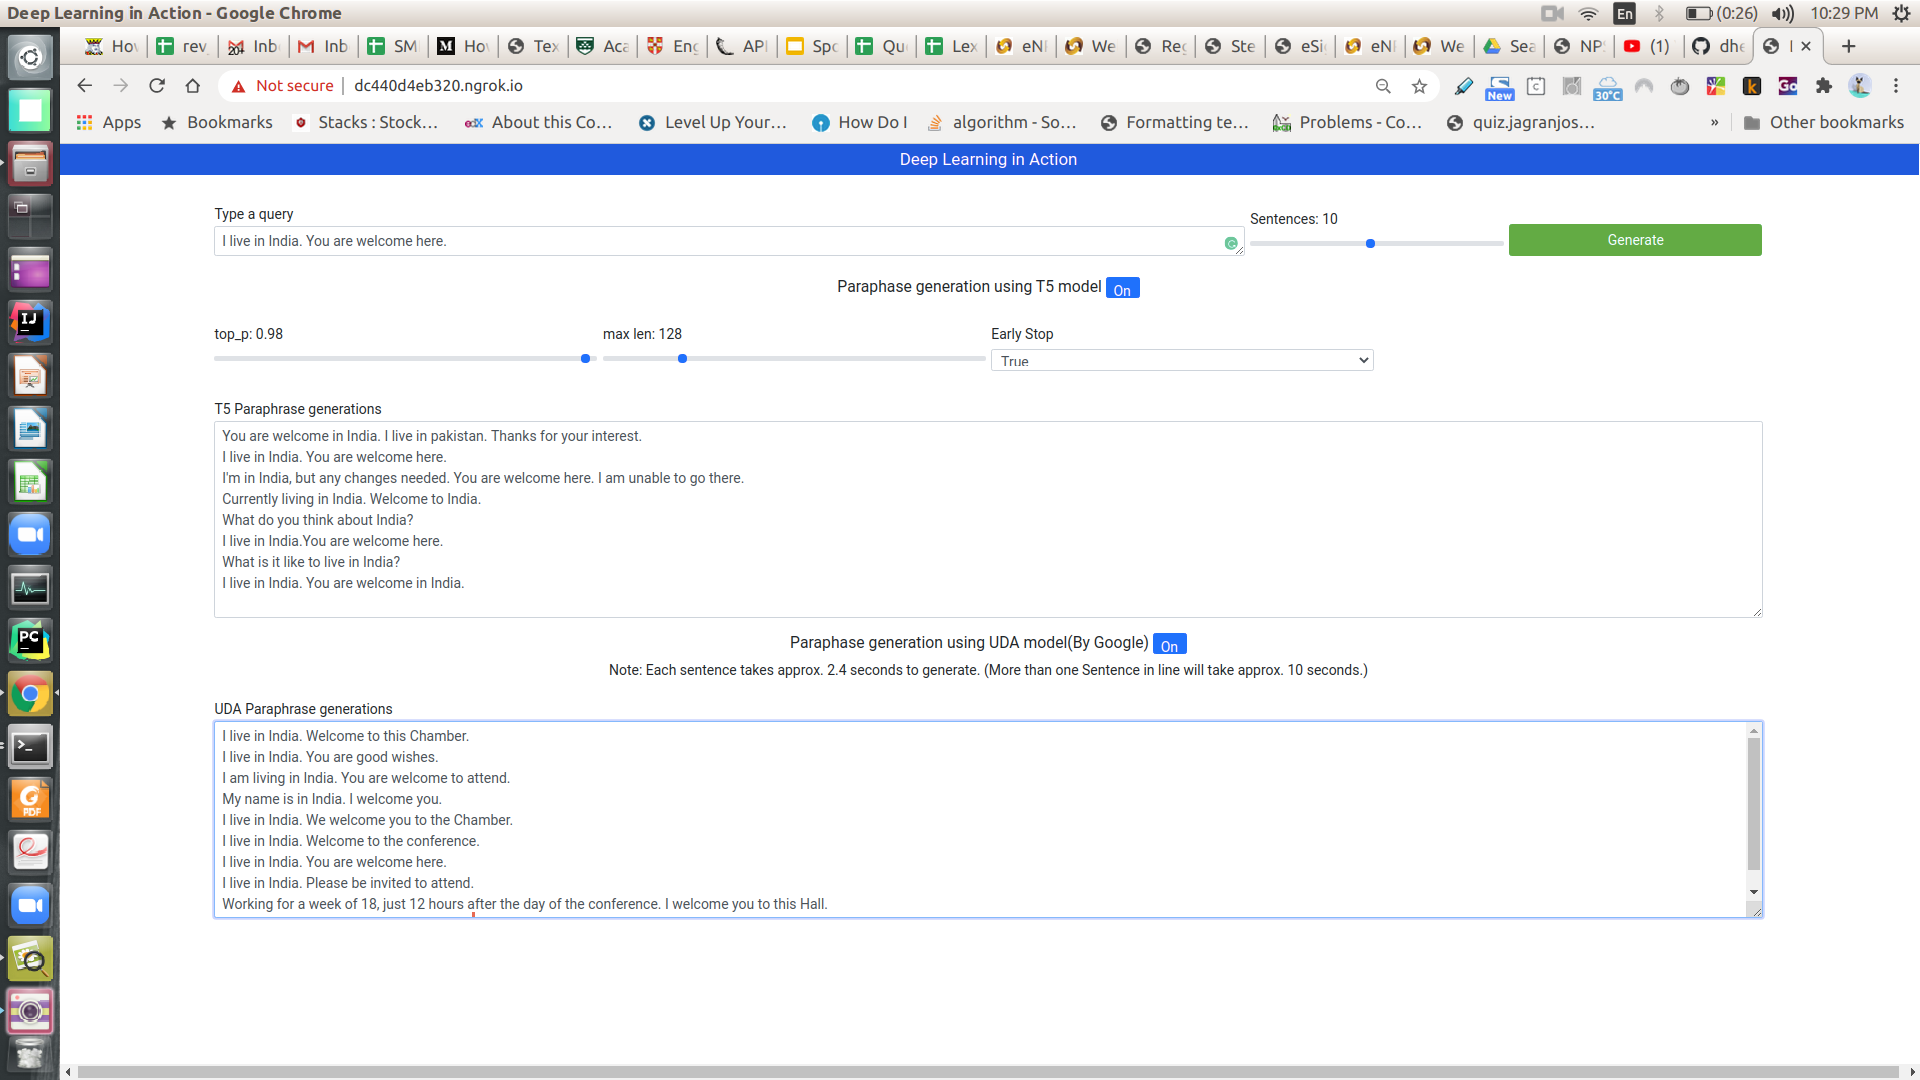 Deep Learning in Action - Google Chrome
En (0:26) 10:29 PM
Hov rev_ 20+ Inb Inb SM M Hov Tex Aca Eng API Spo Qu Lex eNI We Reg Ste eSig eNI We Sea NPS (1) dhe
Not secure dc440d4eb320.ngrok.io New c 30°C k Go
Apps Bookmarks Stacks : Stock... edX About this Co... Level Up Your... How Do I algorithm - So... Formatting te... Problems - Co... quiz.jagranjos... » Other bookmarks
Deep Learning in Action
Type a query
Sentences: 10
I live in India. You are welcome here.
Generate
Paraphase generation using T5 model On
top_p: 0.98 max len: 128 Early Stop
True
T5 Paraphrase generations
You are welcome in India. I live in pakistan. Thanks for your interest.
I live in India. You are welcome here.
I'm in India, but any changes needed. You are welcome here. I am unable to go there.
Currently living in India. Welcome to India.
What do you think about India?
I live in India.You are welcome here.
What is it like to live in India?
I live in India. You are welcome in India.
Paraphase generation using UDA model(By Google) On
Note: Each sentence takes approx. 2.4 seconds to generate. (More than one Sentence in line will take approx. 10 seconds.)
UDA Paraphrase generations
I live in India. Welcome to this Chamber.
I live in India. You are good wishes.
I am living in India. You are welcome to attend.
My name is in India. I welcome you.
I live in India. We welcome you to the Chamber.
I live in India. Welcome to the conference.
I live in India. You are welcome here.
I live in India. Please be invited to attend.
Working for a week of 18, just 12 hours after the day of the conference. I welcome you to this Hall.
IJ
PC
PDF